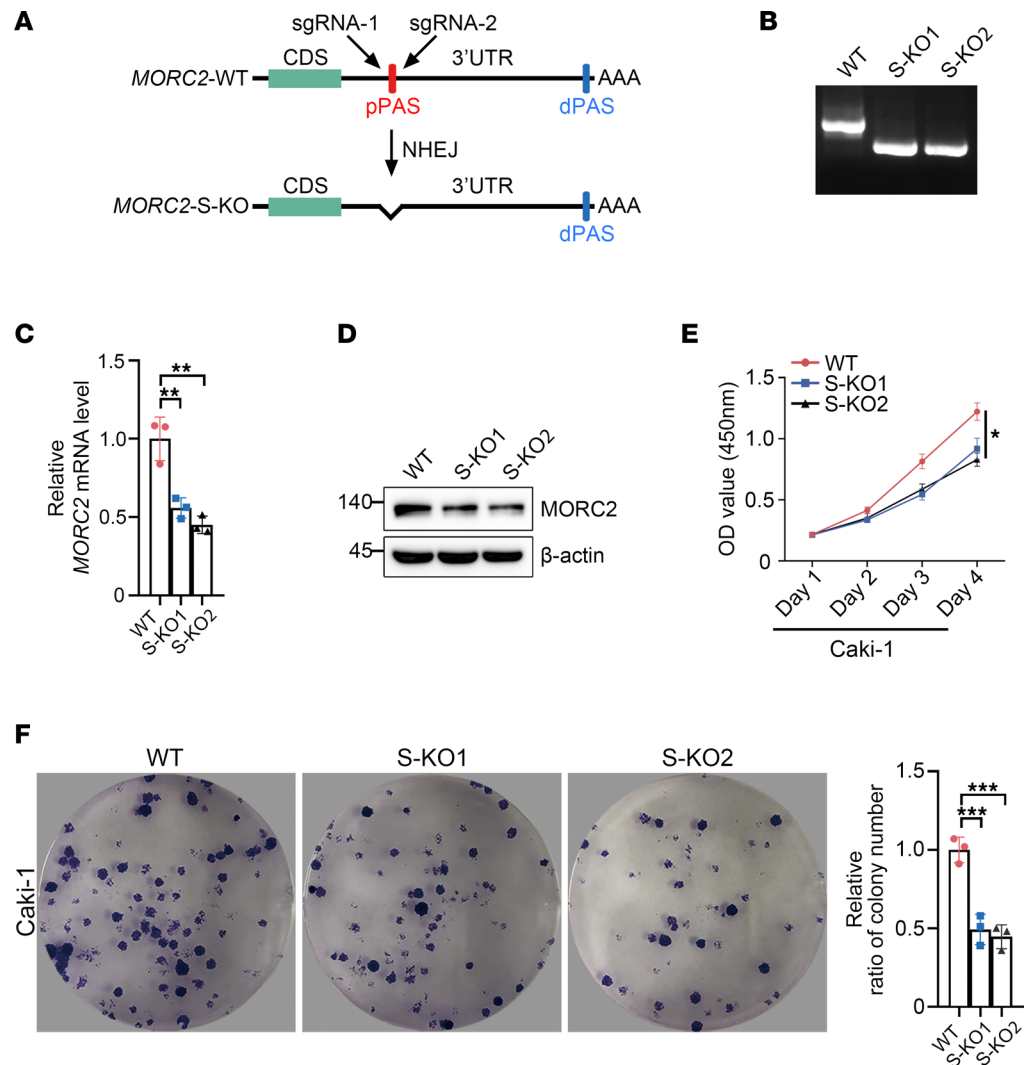 A
sgRNA-1 sgRNA-2
CDS 3'UTR
MORC2-WT AAA
pPAS dPAS
NHEJ
CDS 3'UTR
MORC2-S-KO AAA
dPAS
B
WT S-KO1 S-KO2
C
Relative
MORC2 mRNA level
1.5
1.0
0.5
0
**
**
WT
S-KO1
S-KO2
D
WT S-KO1 S-KO2
140 MORC2
45 β-actin
E
WT
S-KO1
S-KO2
OD value (450nm)
1.5
1.0
0.5
0
*
Day 1 Day 2 Day 3 Day 4
Caki-1
F
WT S-KO1 S-KO2
Caki-1
Relative
ratio of colony number
1.5
1.0
0.5
0
***
***
WT
S-KO1
S-KO2